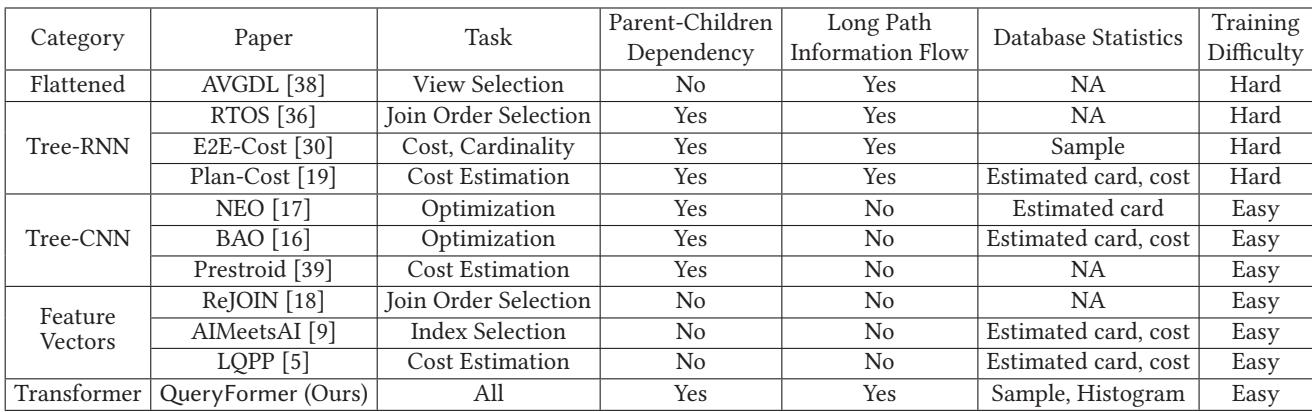 Category Paper Task Parent-Children Dependency Long Path Information Flow Database Statistics Training Difficulty
Flattened AVGDL [38] View Selection No Yes NA Hard
Tree-RNN RTOS [36] Join Order Selection Yes Yes NA Hard
E2E-Cost [30] Cost, Cardinality Yes Yes Sample Hard
Plan-Cost [19] Cost Estimation Yes Yes Estimated card, cost Hard
Tree-CNN NEO [17] Optimization Yes No Estimated card Easy
BAO [16] Optimization Yes No Estimated card, cost Easy
Prestroid [39] Cost Estimation Yes No NA Easy
Feature Vectors ReJOIN [18] Join Order Selection No No NA Easy
AIMeetsAI [9] Index Selection No No Estimated card, cost Easy
LQPP [5] Cost Estimation No No Estimated card, cost Easy
Transformer QueryFormer (Ours) All Yes Yes Sample, Histogram Easy